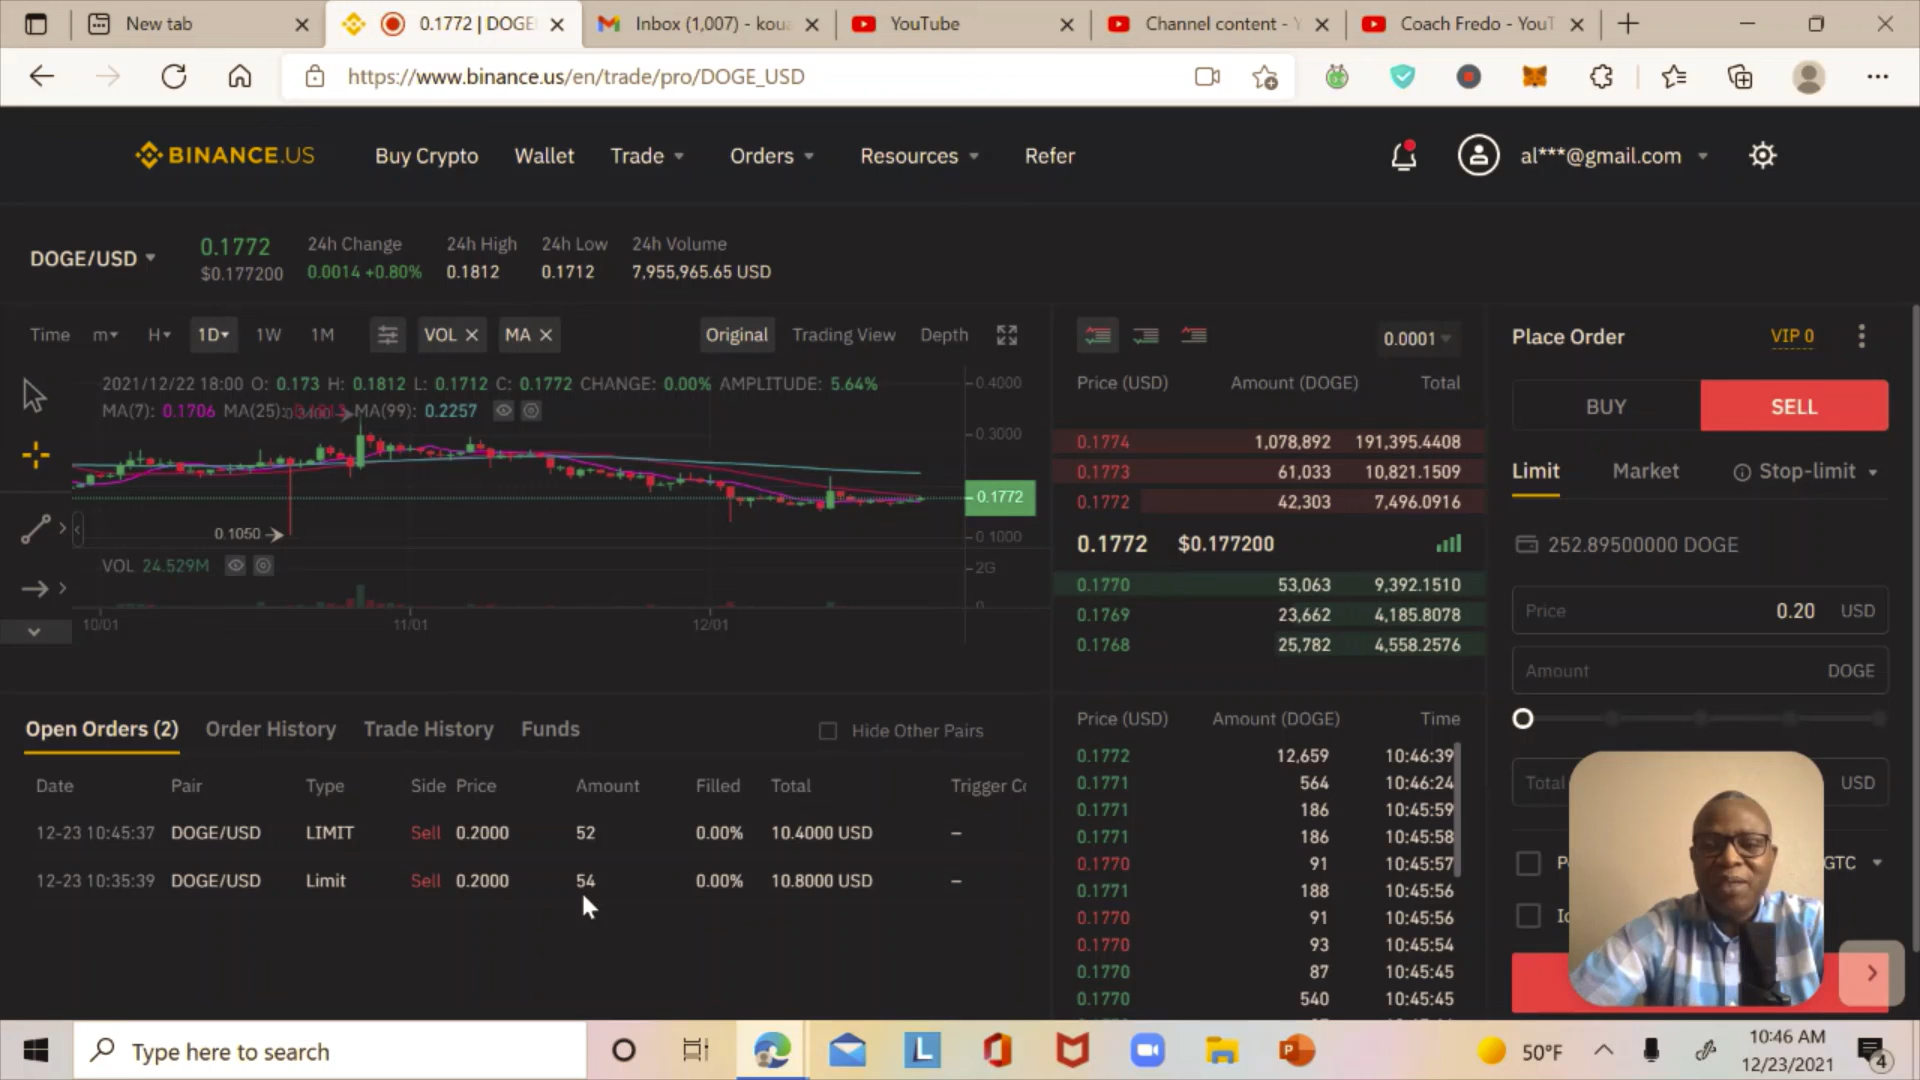 New tab
0.1772 | DOGE
Inbox (1,007) - koua
YouTube
Channel content - Y
Coach Fredo - YouT
https://www.binance.us/en/trade/pro/DOGE_USD
BINANCE.US
Buy Crypto
Wallet
Trade
Orders
Resources
Refer
al***@gmail.com
DOGE/USD
0.1772
$0.177200
24h Change
0.0014 +0.80%
24h High
0.1812
24h Low
0.1712
24h Volume
7,955,965.65 USD
Time
m
H
1D
1W
1M
VOL
MA
Original
Trading View
Depth
2021/12/22 18:00 O: 0.173 H: 0.1812 L: 0.1712 C: 0.1772 CHANGE: 0.00% AMPLITUDE: 5.64%
MA(7): 0.1706 MA(25): MA(99): 0.2257
0.4000
0.3000
0.1772
0.1050
0.1000
VOL 24.529M
2G
0
10/01
11/01
12/01
0.0001
Price (USD) Amount (DOGE) Total
0.1774 1,078,892 191,395.4408
0.1773 61,033 10,821.1509
0.1772 42,303 7,496.0916
0.1772 $0.177200
0.1770 53,063 9,392.1510
0.1769 23,662 4,185.8078
0.1768 25,782 4,558.2576
Price (USD) Amount (DOGE) Time
0.1772 12,659 10:46:39
0.1771 564 10:46:24
0.1771 186 10:45:59
0.1771 186 10:45:58
0.1770 91 10:45:57
0.1771 188 10:45:56
0.1770 91 10:45:56
0.1770 93 10:45:54
0.1770 87 10:45:45
0.1770 540 10:45:45
Place Order
VIP 0
BUY
SELL
Limit
Market
Stop-limit
252.89500000 DOGE
Price 0.20 USD
Amount DOGE
Total USD
GTC
Open Orders (2)
Order History
Trade History
Funds
Hide Other Pairs
Date Pair Type Side Price Amount Filled Total Trigger Co
12-23 10:45:37 DOGE/USD LIMIT Sell 0.2000 52 0.00% 10.4000 USD –
12-23 10:35:39 DOGE/USD Limit Sell 0.2000 54 0.00% 10.8000 USD –
Type here to search
L
50°F
10:46 AM
12/23/2021
4